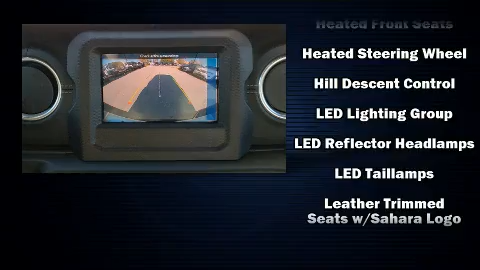 Heated Front Seats
Heated Steering Wheel
Hill Descent Control
LED Lighting Group
LED Reflector Headlamps
LED Taillamps
Leather Trimmed
Seats w/Sahara Logo